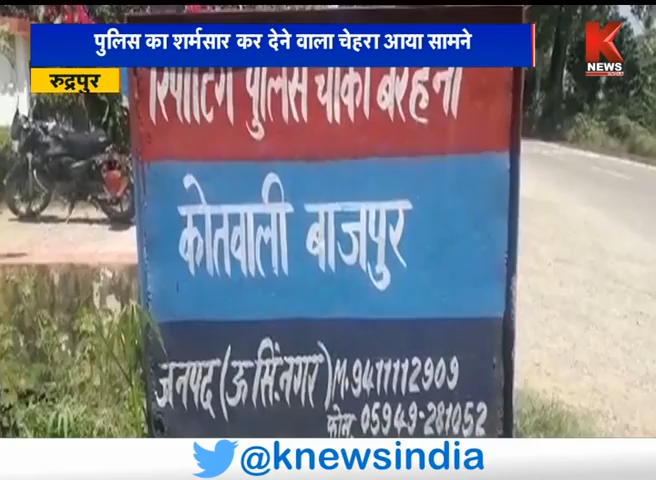 पुलिस का शर्मसार कर देने वाला चेहरा आया सामने
K
NEWS
रुद्रपुर
रिपोर्टिंग पुलिस चौकी बरहैनी
कोतवाली बाजपुर
जनपद (ऊ सिं.नगर) M.9411112909
फोन. 05949-281052
@knewsindia